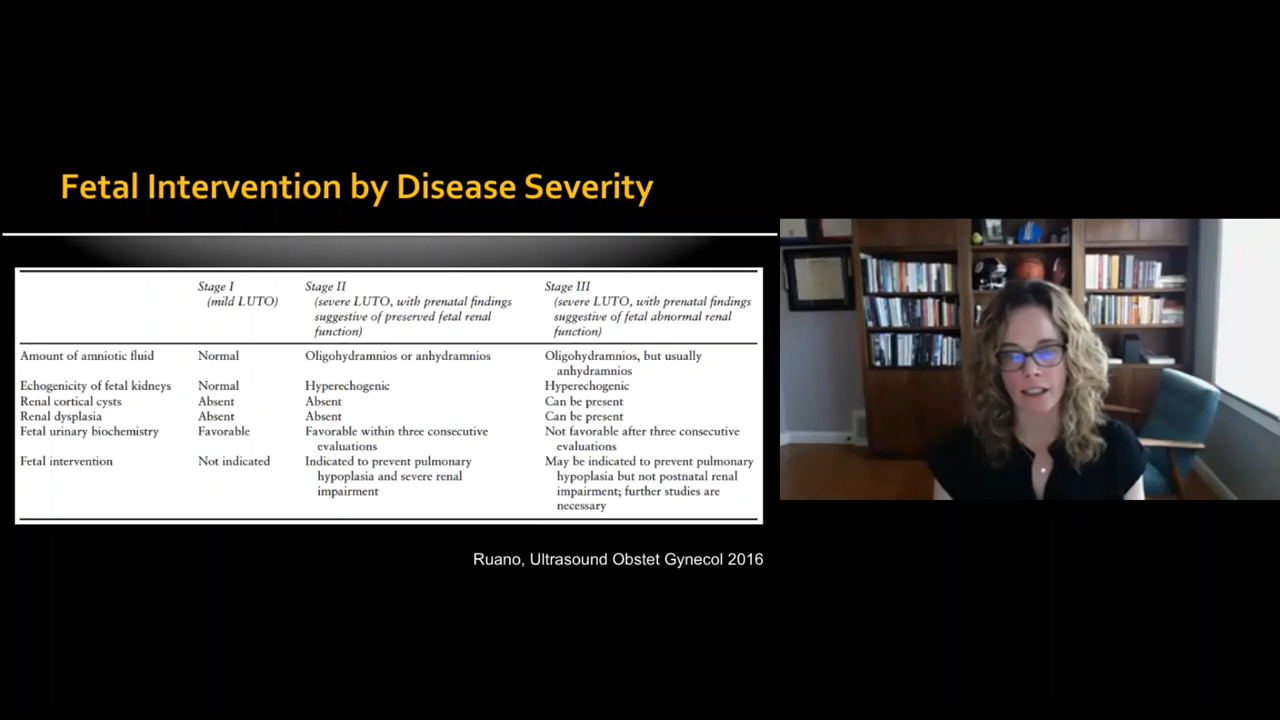 Fetal Intervention by Disease Severity
Stage I
(mild LUTO)
Stage II
(severe LUTO, with prenatal findings
suggestive of preserved fetal renal
function)
Stage III
(severe LUTO, with prenatal findings
suggestive of fetal abnormal renal
function)
Amount of amniotic fluid Normal Oligohydramnios or anhydramnios Oligohydramnios, but usually
anhydramnios
Echogenicity of fetal kidneys Normal Hyperechogenic Hyperechogenic
Renal cortical cysts Absent Absent Can be present
Renal dysplasia Absent Absent Can be present
Fetal urinary biochemistry Favorable Favorable within three consecutive
evaluations
Not favorable after three consecutive
evaluations
Fetal intervention Not indicated Indicated to prevent pulmonary
hypoplasia and severe renal
impairment
May be indicated to prevent pulmonary
hypoplasia but not postnatal renal
impairment; further studies are
necessary
Ruano, Ultrasound Obstet Gynecol 2016